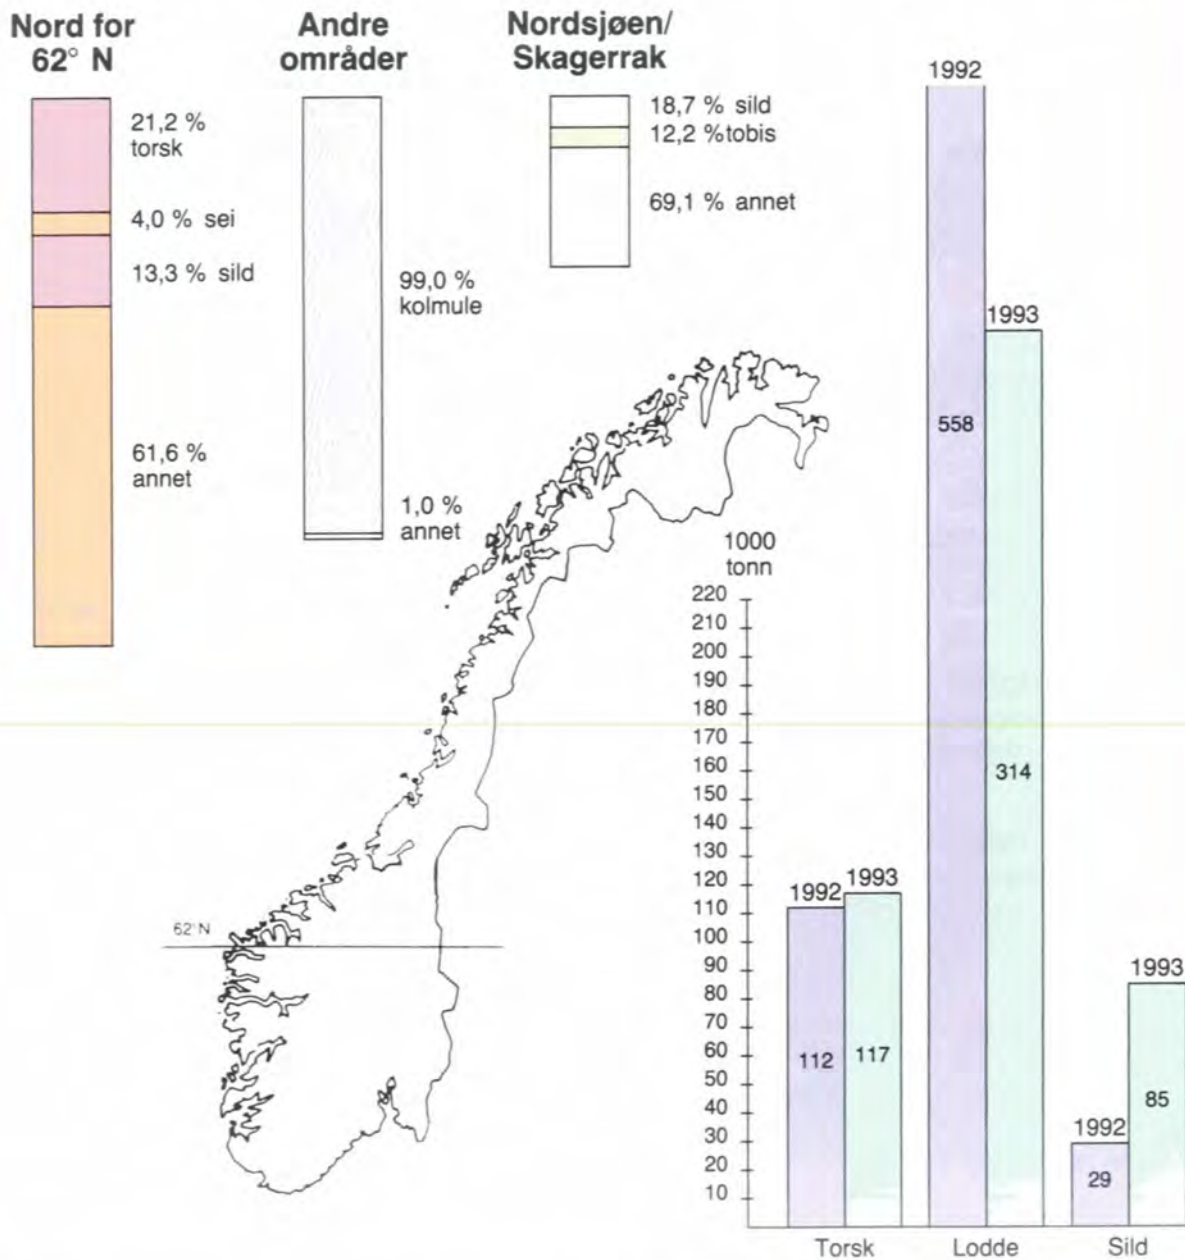 Nord for
62° N
21,2 %
torsk
4,0 % sei
13,3 % sild
61,6 %
annet
Andre
områder
99,0 %
kolmule
1,0 %
annet
Nordsjøen/
Skagerrak
18,7 % sild
12,2 %tobis
69,1 % annet
62°N
1000
tonn
220
210
200
190
180
170
160
150
140
130
120
110
100
90
80
70
60
50
40
30
20
10
1992
112
1993
117
Torsk
1992
558
1993
314
Lodde
1992
29
1993
85
Sild